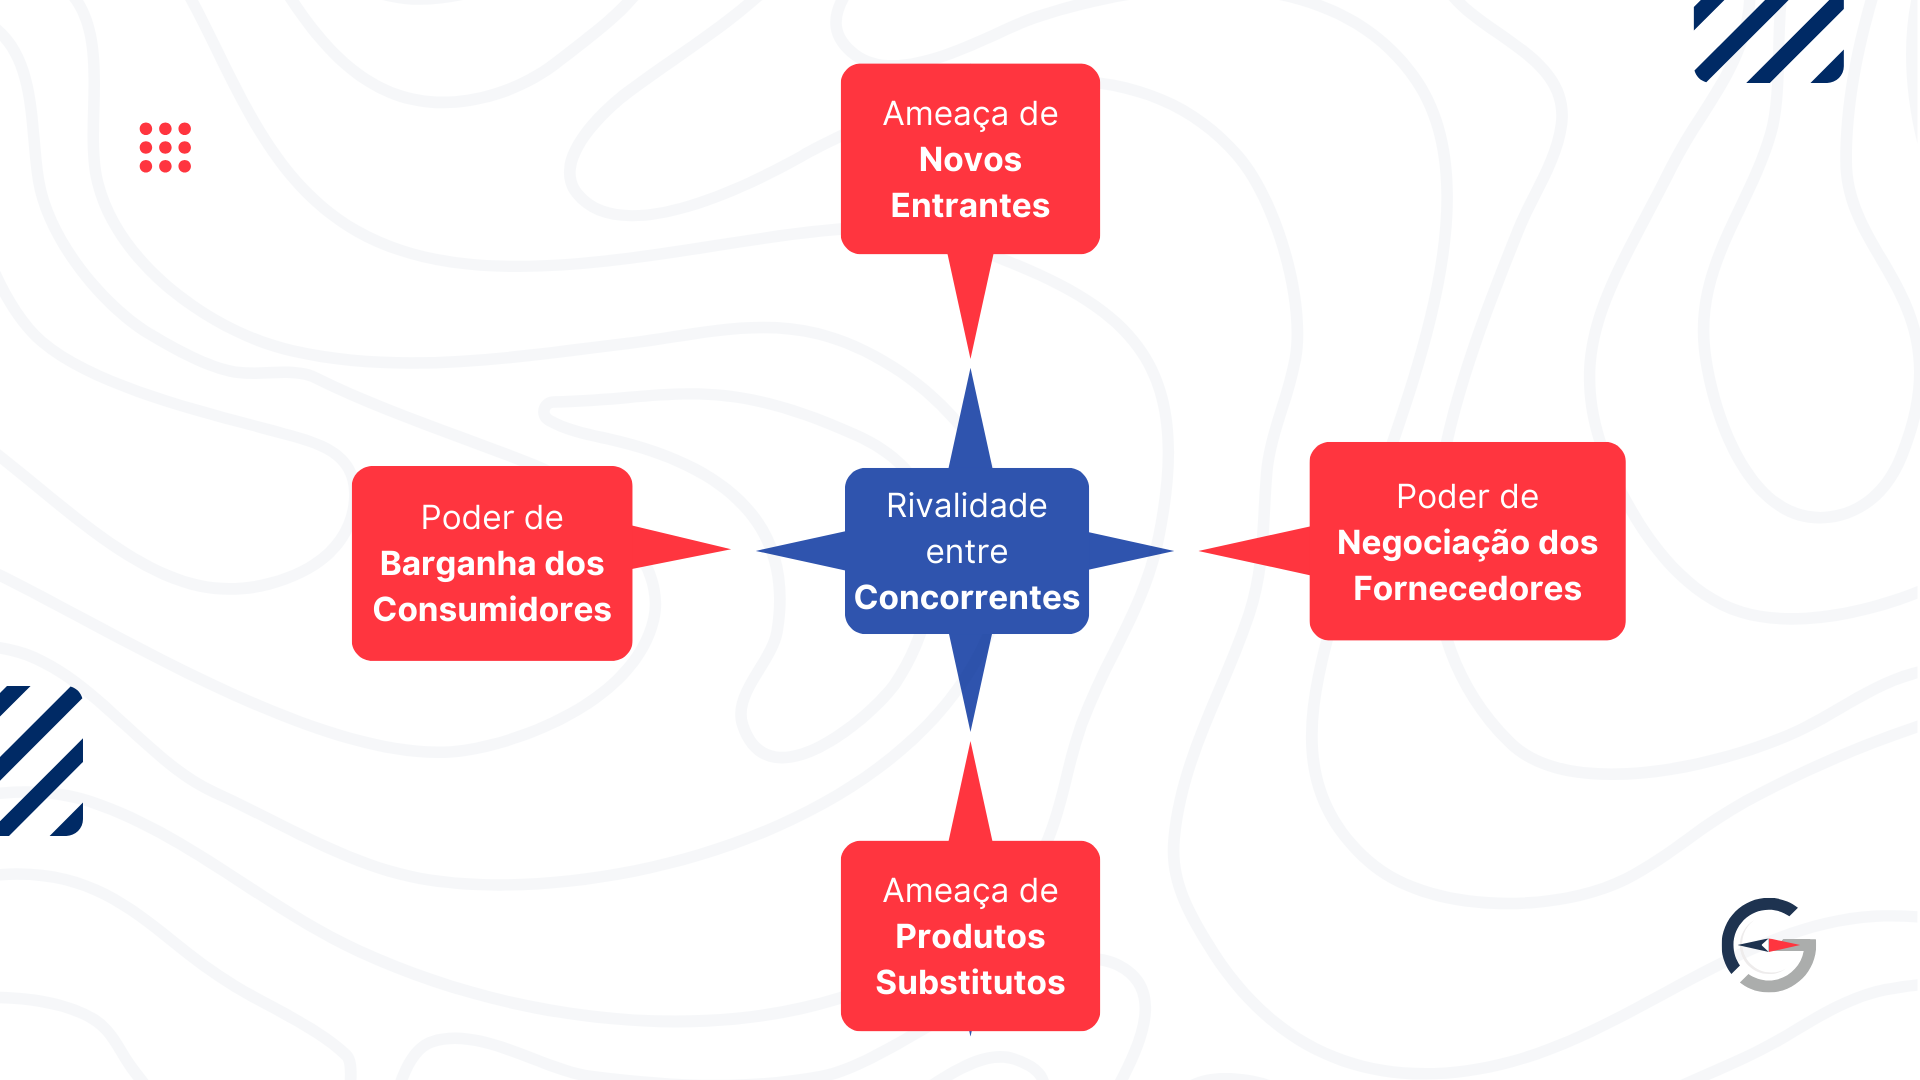 Ameaça de
Novos
Entrantes
Poder de
Barganha dos
Consumidores
Rivalidade
entre
Concorrentes
Poder de
Negociação dos
Fornecedores
Ameaça de
Produtos
Substitutos